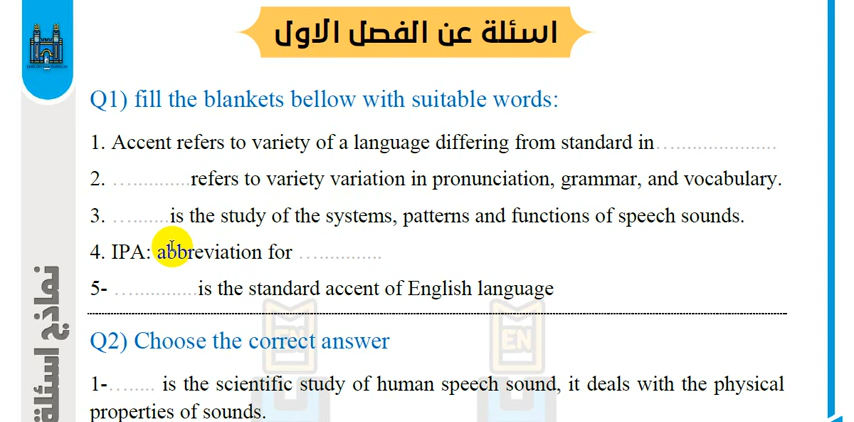 اسئلة عن الفصل الاول
Q1) fill the blankets bellow with suitable words:
1. Accent refers to variety of a language differing from standard in…......................
2. …...........refers to variety variation in pronunciation, grammar, and vocabulary.
3. ….......is the study of the systems, patterns and functions of speech sounds.
4. IPA: abbreviation for …............
5- …............is the standard accent of English language
Q2) Choose the correct answer
1-…..... is the scientific study of human speech sound, it deals with the physical
properties of sounds.
نماذج اسئلة
EN
EN